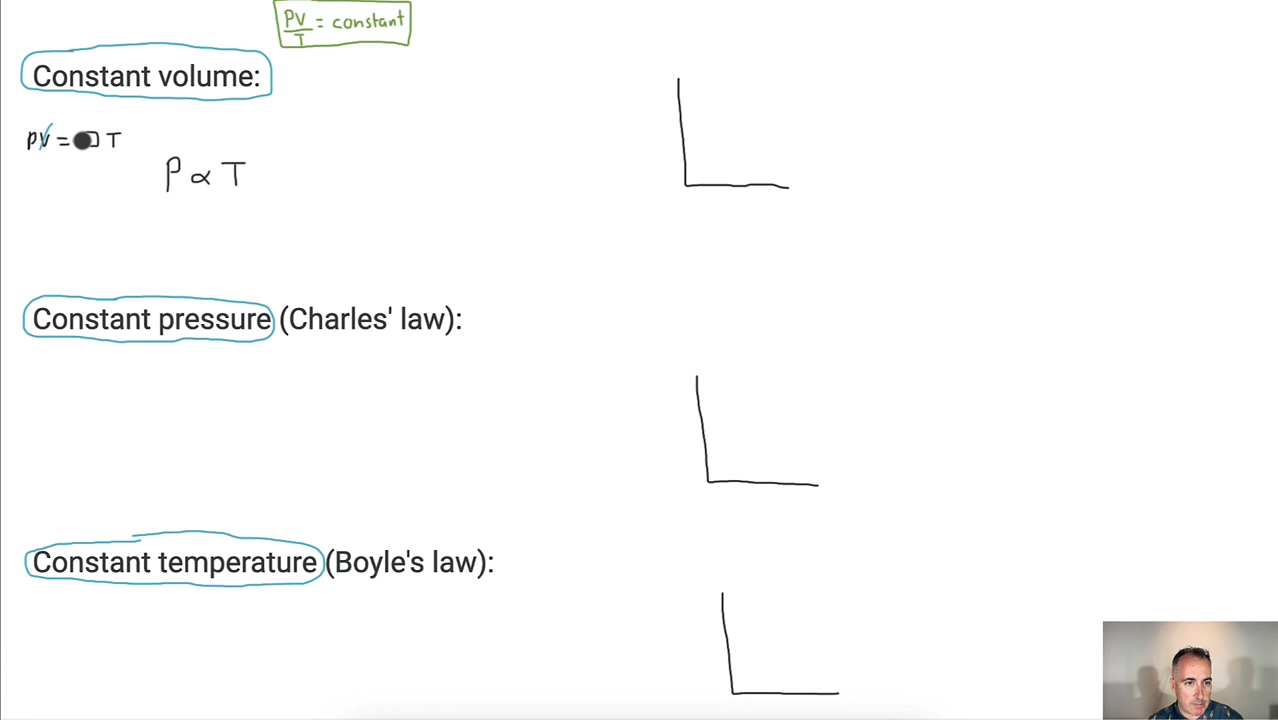 PV
T = constant
Constant volume:
PV = T
P ∝ T
Constant pressure (Charles' law):
Constant temperature (Boyle's law):